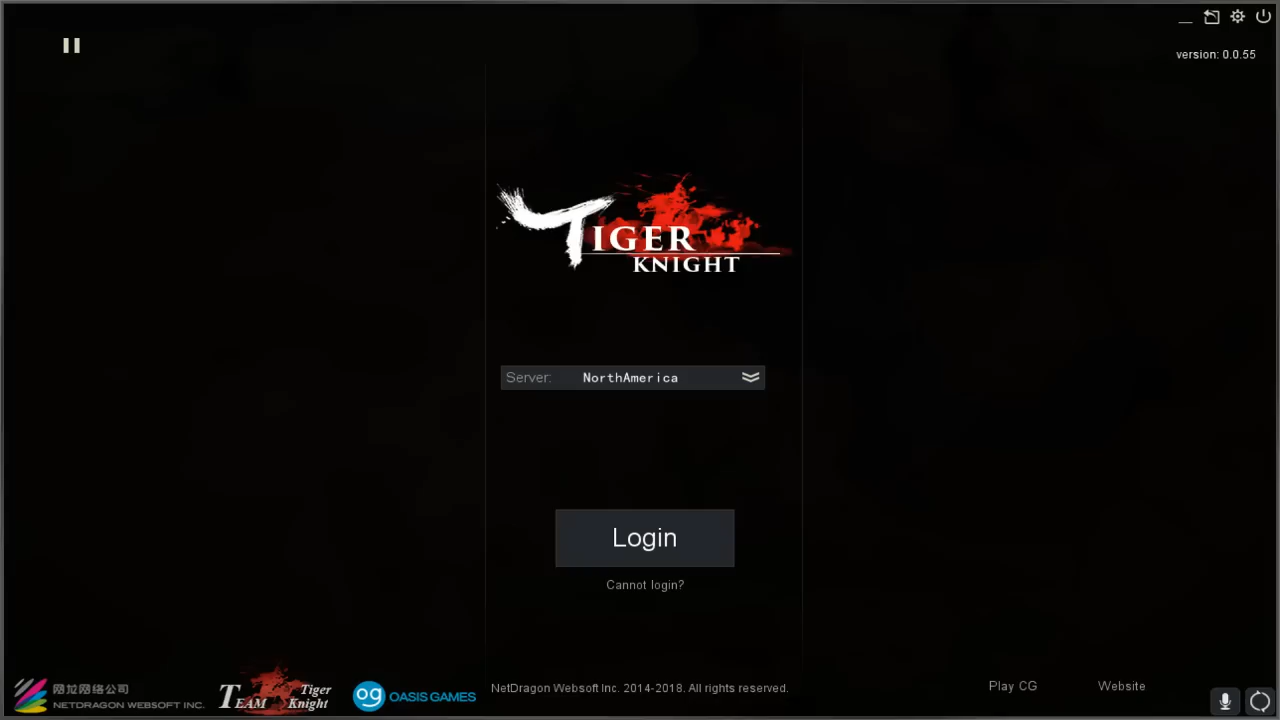 version: 0.0.55
TIGER
KNIGHT
Server: NorthAmerica
Login
Cannot login?
网龙网络公司
NETDRAGON WEBSOFT INC.
TEAM Tiger Knight
og OASIS GAMES
NetDragon Websoft Inc. 2014-2018. All rights reserved.
Play CG
Website